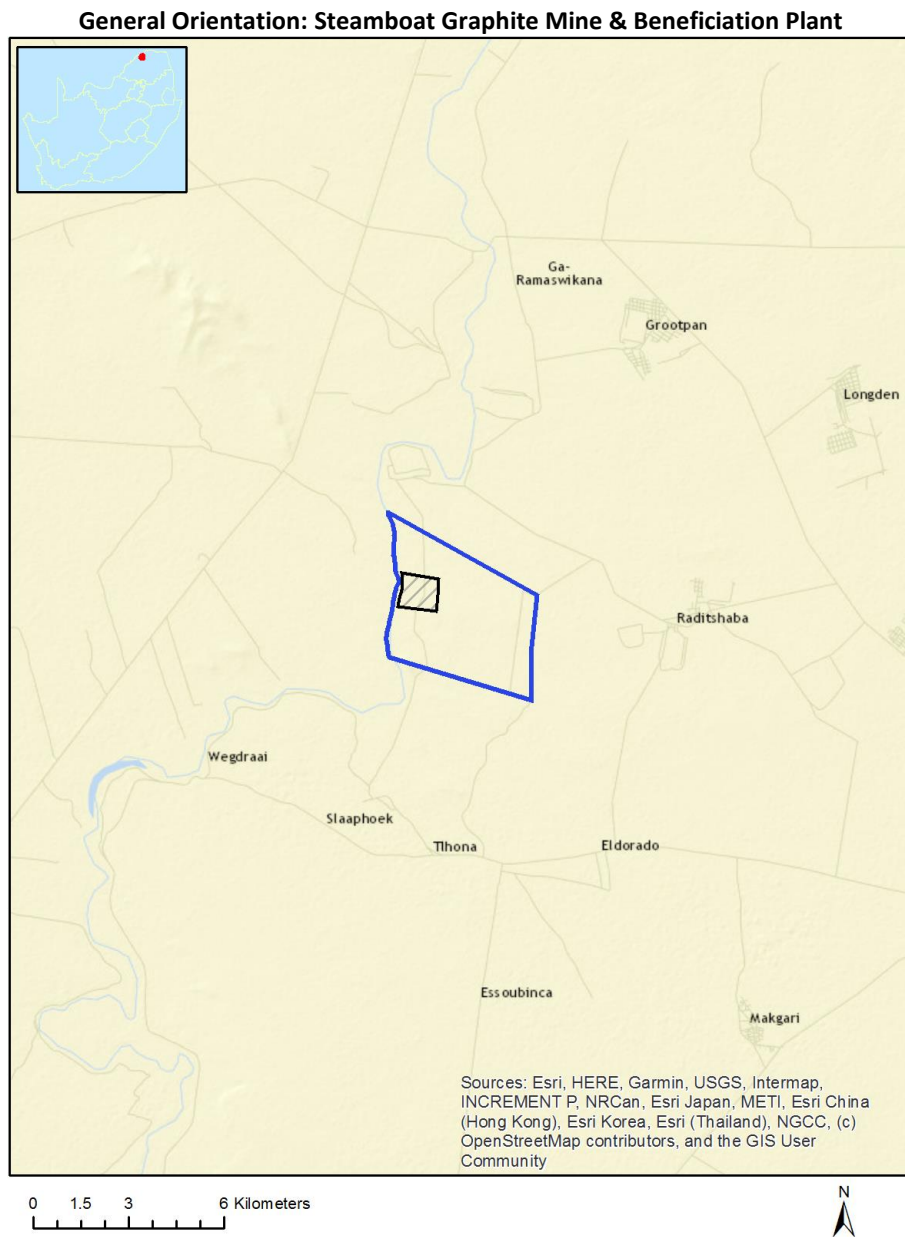 General Orientation: Steamboat Graphite Mine & Beneficiation Plant
Ga-
Ramaswikana
Grootpan
Longden
Raditshaba
Wegdraai
Slaaphoek
Tlhona
Eldorado
Essoubinca
Makgari
Sources: Esri, HERE, Garmin, USGS, Intermap,
INCREMENT P, NRCan, Esri Japan, METI, Esri China
(Hong Kong), Esri Korea, Esri (Thailand), NGCC, (c)
OpenStreetMap contributors, and the GIS User
Community
0 1.5 3 6 Kilometers
N